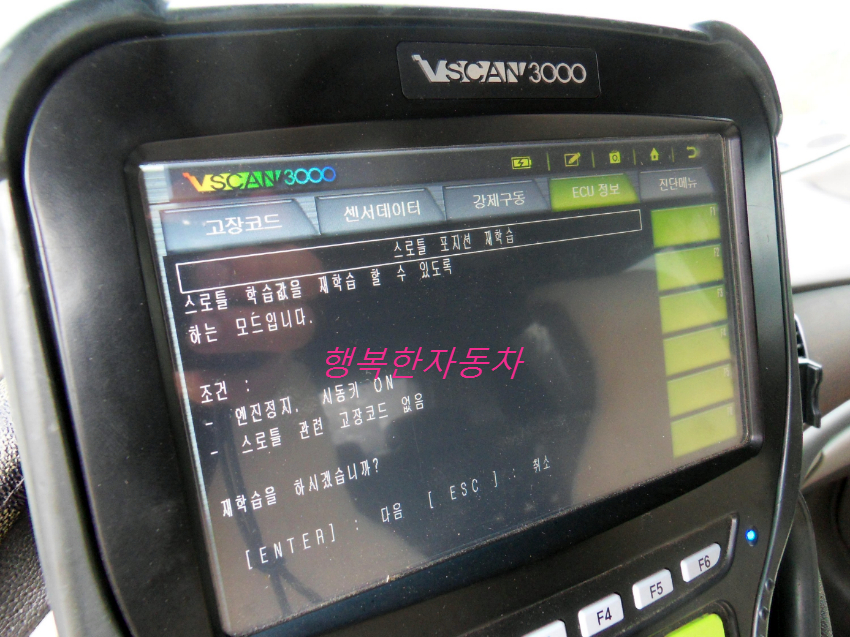 VSCAN 3000
VSCAN 3000
고장코드 센서데이터 강제구동 ECU 정보 진단메뉴
스로틀 포지션 재학습
스로틀 학습값을 재학습 할 수 있도록
하는 모드입니다.
행복한자동차
조건 :
- 엔진정지, 시동키 ON
- 스로틀 관련 고장코드 없음
재학습을 하시겠습니까?
[ENTER] : 다음 [ ESC ] : 취소
F4 F5 F6